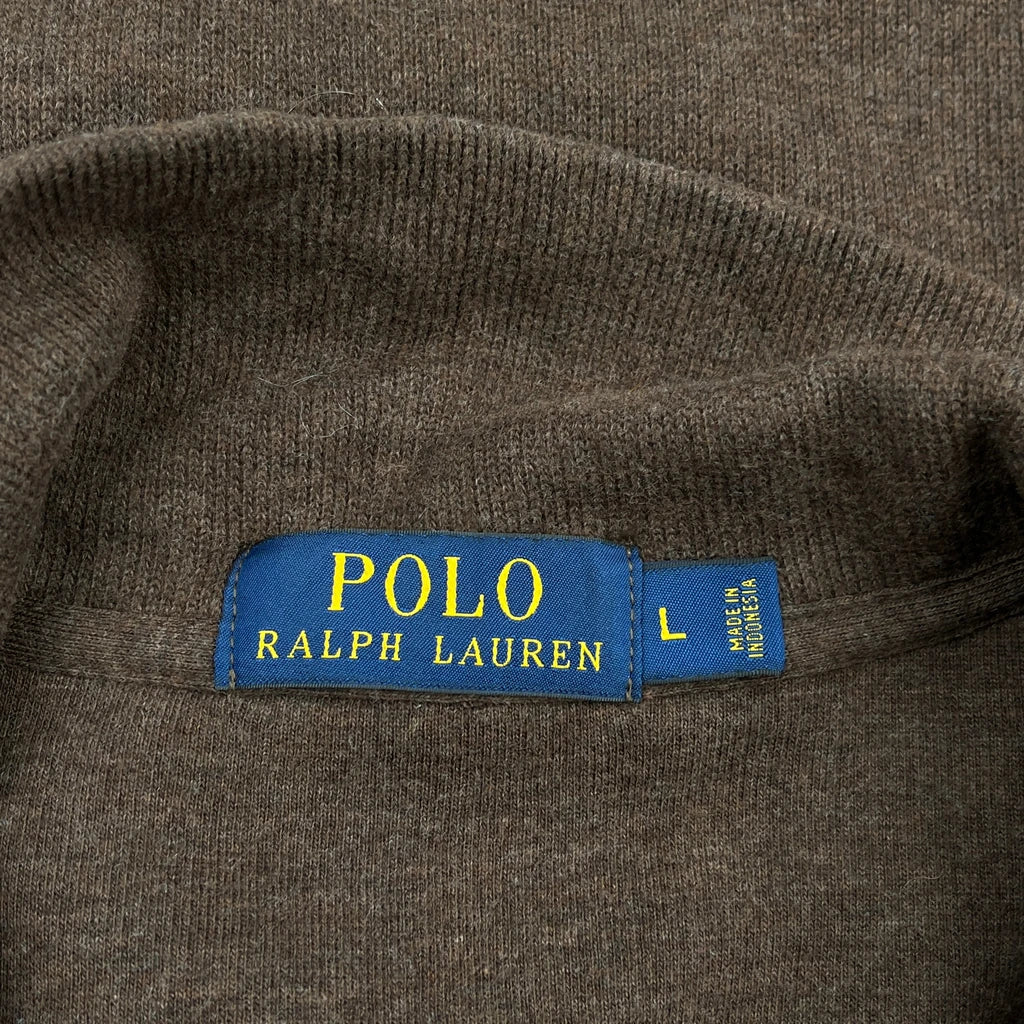 POLO
RALPH LAUREN
L
MADE IN
INDONESIA